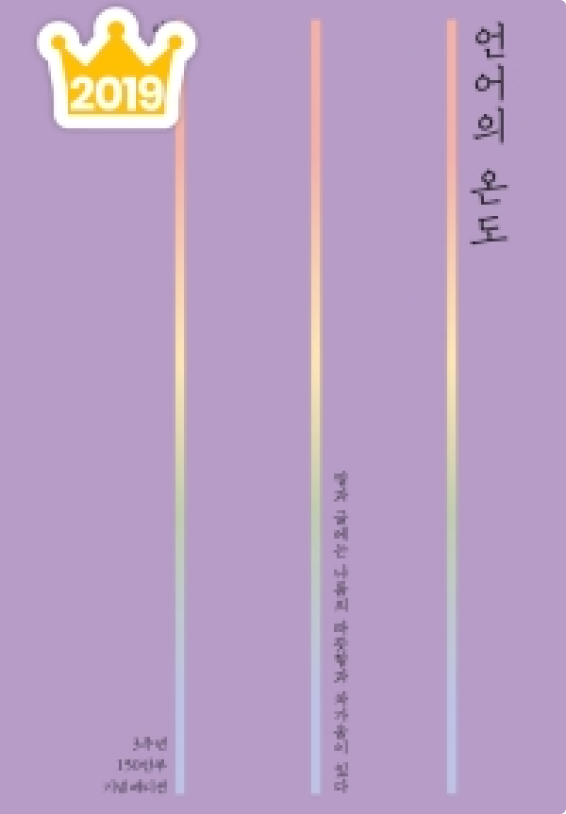 언어의 온도
말과 글에는 나름의 따뜻함과 차가움이 있다
2019
3주년
150만부
기념 에디션